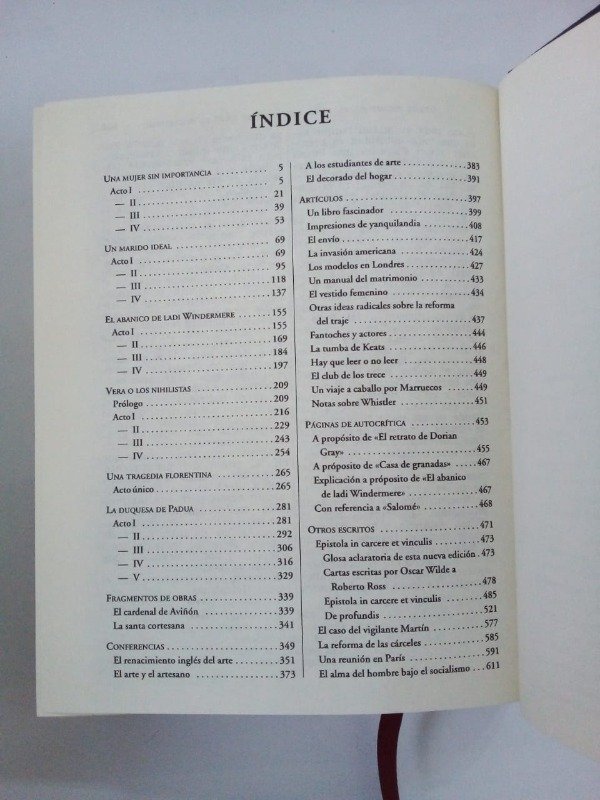 ÍNDICE
UNA MUJER SIN IMPORTANCIA .......... 5
Acto I .......... 5
— II .......... 21
— III .......... 39
— IV .......... 53
UN MARIDO IDEAL .......... 69
Acto I .......... 69
— II .......... 95
— III .......... 118
— IV .......... 137
EL ABANICO DE LADI WINDERMERE .......... 155
Acto I .......... 155
— II .......... 169
— III .......... 184
— IV .......... 197
VERA O LOS NIHILISTAS .......... 209
Prólogo .......... 209
Acto I .......... 216
— II .......... 229
— III .......... 243
— IV .......... 254
UNA TRAGEDIA FLORENTINA .......... 265
Acto único .......... 265
LA DUQUESA DE PADUA .......... 281
Acto I .......... 281
— II .......... 292
— III .......... 306
— IV .......... 316
— V .......... 329
FRAGMENTOS DE OBRAS .......... 339
El cardenal de Aviñón .......... 339
La santa cortesana .......... 341
CONFERENCIAS .......... 349
El renacimiento inglés del arte .......... 351
El arte y el artesano .......... 373
A los estudiantes de arte .......... 383
El decorado del hogar .......... 391
ARTÍCULOS .......... 397
Un libro fascinador .......... 399
Impresiones de yanquilandia .......... 408
El envío .......... 417
La invasión americana .......... 424
Los modelos en Londres .......... 427
Un manual del matrimonio .......... 433
El vestido femenino .......... 434
Otras ideas radicales sobre la reforma
del traje .......... 437
Fantoches y actores .......... 444
La tumba de Keats .......... 446
Hay que leer o no leer .......... 448
El club de los trece .......... 449
Un viaje a caballo por Marruecos .......... 449
Notas sobre Whistler .......... 451
PÁGINAS DE AUTOCRÍTICA .......... 453
A propósito de «El retrato de Dorian
Gray» .......... 455
A própósito de «Casa de granadas» .......... 467
Explicación a próposito de «El abanico
de ladi Windermere» .......... 467
Con referencia a «Salomé» .......... 468
OTROS ESCRITOS .......... 471
Epistola in carcere et vinculis .......... 473
Glosa aclaratoria de esta nueva edición . 473
Cartas escritas por Oscar Wilde a
Roberto Ross .......... 478
Epistola in carcere et vinculis .......... 485
De profundis .......... 521
El caso del vigilante Martín .......... 577
La reforma de las cárceles .......... 585
Una reunión en París .......... 591
El alma del hombre bajo el socialismo ... 611